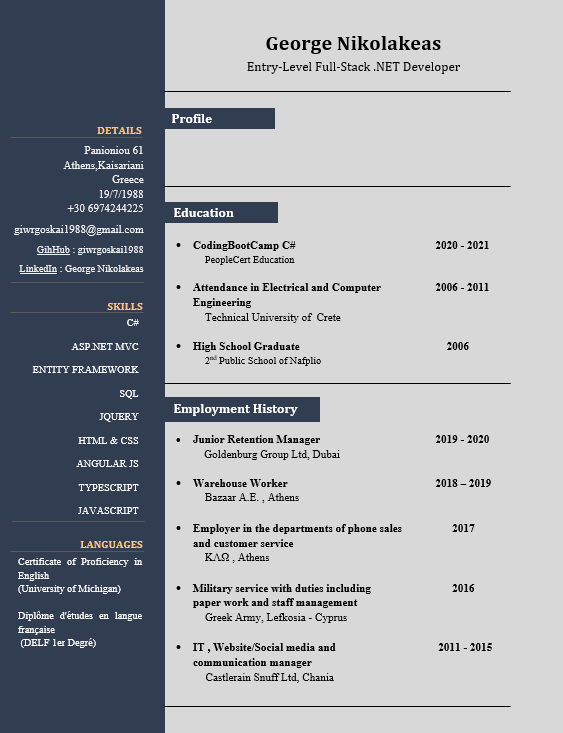 George Nikolakeas
Entry-Level Full-Stack .NET Developer
DETAILS
Panioniou 61
Athens,Kaisariani
Greece
19/7/1988
+30 6974244225
giwrgoskai1988@gmail.com
GihHub : giwrgoskai1988
LinkedIn : George Nikolakeas
SKILLS
C#
ASP.NET MVC
ENTITY FRAMEWORK
SQL
JQUERY
HTML & CSS
ANGULAR JS
TYPESCRIPT
JAVASCRIPT
LANGUAGES
Certificate of Proficiency in
English
(University of Michigan)
Diplôme d'études en langue
française
(DELF 1er Degré)
Profile
Education
• CodingBootCamp C# 2020 - 2021
PeopleCert Education
• Attendance in Electrical and Computer 2006 - 2011
Engineering
Technical University of Crete
• High School Graduate 2006
2nd Public School of Nafplio
Employment History
• Junior Retention Manager 2019 - 2020
Goldenburg Group Ltd, Dubai
• Warehouse Worker 2018 – 2019
Bazaar A.E. , Athens
• Employer in the departments of phone sales 2017
and customer service
ΚΛΩ , Athens
• Military service with duties including 2016
paper work and staff management
Greek Army, Lefkosia - Cyprus
• IT , Website/Social media and 2011 - 2015
communication manager
Castlerain Snuff Ltd, Chania